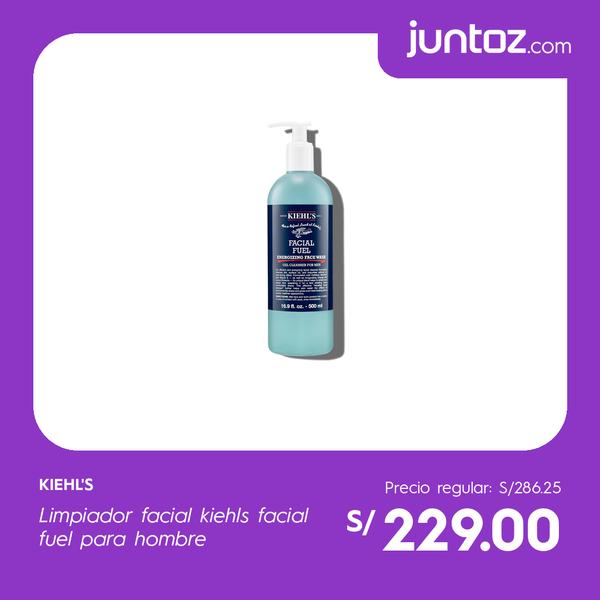 juntoz.com
KIEHL'S
FACIAL
FUEL
ENERGIZING FACE WASH
GEL CLEANSER FOR MEN
16.9 fl. oz. - 500 ml
KIEHL'S
Precio regular: S/286.25
Limpiador facial kiehls facial
fuel para hombre
S/ 229.00